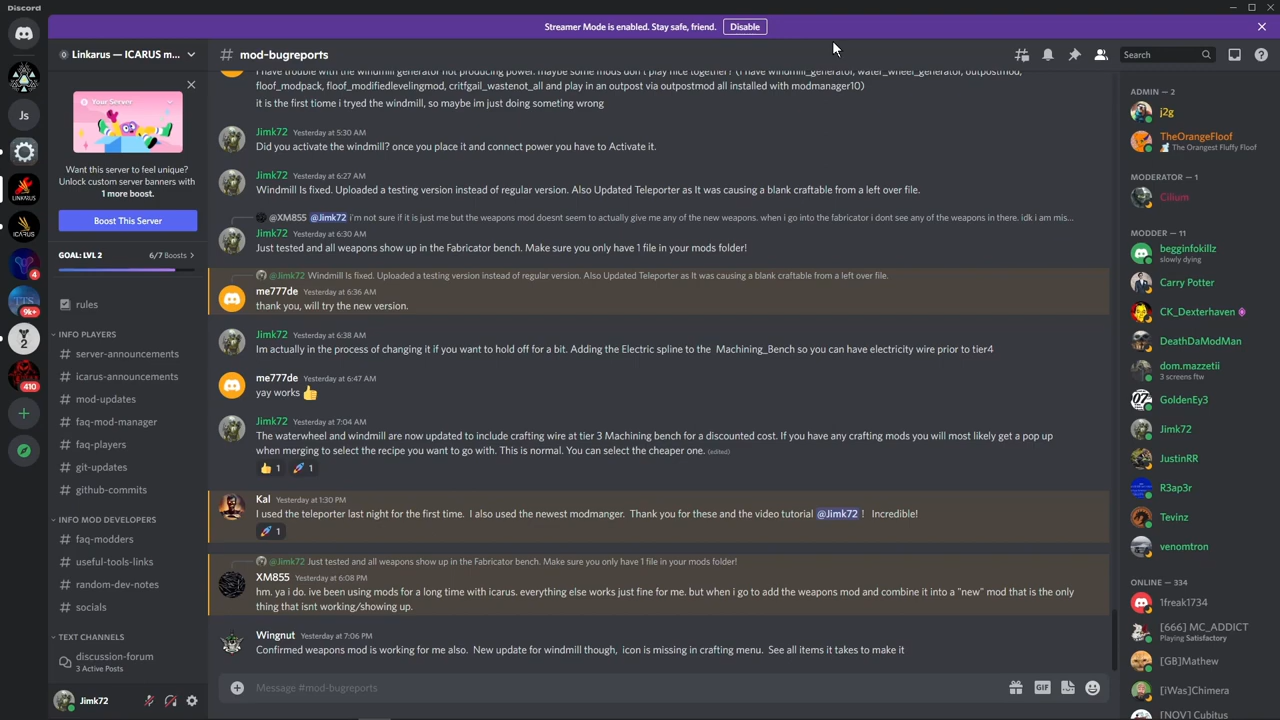 Discord
Streamer Mode is enabled. Stay safe, friend.
Disable
Linkarus — ICARUS m...
mod-bugreports
Search
Js
4
9k+
2
410
Your Server
Want this server to feel unique?
Unlock custom server banners with
1 more boost.
Boost This Server
GOAL: LVL 2
6/7 Boosts
rules
INFO PLAYERS
server-announcements
icarus-announcements
mod-updates
faq-mod-manager
faq-players
git-updates
github-commits
INFO MOD DEVELOPERS
faq-modders
useful-tools-links
random-dev-notes
socials
TEXT CHANNELS
discussion-forum
3 Active Posts
Jimk72
I have trouble with the windmill generator not producing power. maybe some mods don't play nice together? (I have windmill_generator, water_wheel_generator, outpostmod,
floof_modpack, floof_modifiedlevelingmod, critfgail_wastenot_all and play in an outpost via outpostmod all installed with modmanager10)
it is the first tiome i tryed the windmill, so maybe im just doing someting wrong
Jimk72 Yesterday at 5:30 AM
Did you activate the windmill? once you place it and connect power you have to Activate it.
Jimk72 Yesterday at 6:27 AM
Windmill Is fixed. Uploaded a testing version instead of regular version. Also Updated Teleporter as It was causing a blank craftable from a left over file.
@XM855 @Jimk72 i'm not sure if it is just me but the weapons mod doesnt seem to actually give me any of the new weapons. when i go into the fabricator i dont see any of the weapons in there. idk i am mis...
Jimk72 Yesterday at 6:30 AM
Just tested and all weapons show up in the Fabricator bench. Make sure you only have 1 file in your mods folder!
@Jimk72 Windmill Is fixed. Uploaded a testing version instead of regular version. Also Updated Teleporter as It was causing a blank craftable from a left over file.
me777de Yesterday at 6:36 AM
thank you, will try the new version.
Jimk72 Yesterday at 6:38 AM
Im actually in the process of changing it if you want to hold off for a bit. Adding the Electric spline to the Machining_Bench so you can have electricity wire prior to tier4
me777de Yesterday at 6:47 AM
yay works 👍
Jimk72 Yesterday at 7:04 AM
The waterwheel and windmill are now updated to include crafting wire at tier 3 Machining bench for a discounted cost. If you have any crafting mods you will most likely get a pop up
when merging to select the recipe you want to go with. This is normal. You can select the cheaper one. (edited)
👍 1 🚀 1
Kal Yesterday at 1:30 PM
I used the teleporter last night for the first time. I also used the newest modmanger. Thank you for these and the video tutorial @Jimk72 ! Incredible!
🚀 1
@Jimk72 Just tested and all weapons show up in the Fabricator bench. Make sure you only have 1 file in your mods folder!
XM855 Yesterday at 6:08 PM
hm. ya i do. ive been using mods for a long time with icarus. everything else works just fine for me. but when i go to add the weapons mod and combine it into a "new" mod that is the only
thing that isnt working/showing up.
Wingnut Yesterday at 7:06 PM
Confirmed weapons mod is working for me also. New update for windmill though, icon is missing in crafting menu. See all items it takes to make it
Message #mod-bugreports
GIF
ADMIN — 2
j2g
TheOrangeFloof
The Orangest Fluffy Floof
MODERATOR — 1
Cilium
MODDER — 11
begginfokillz
slowly dying
Carry Potter
CK_Dexterhaven
DeathDaModMan
dom.mazzetii
3 screens ftw
GoldenEy3
Jimk72
JustinRR
R3ap3r
Tevinz
venomtron
ONLINE — 334
1freak1734
[666] MC_ADDICT
Playing Satisfactory
[GB]Mathew
[iWas]Chimera
[NOV] Cubitus